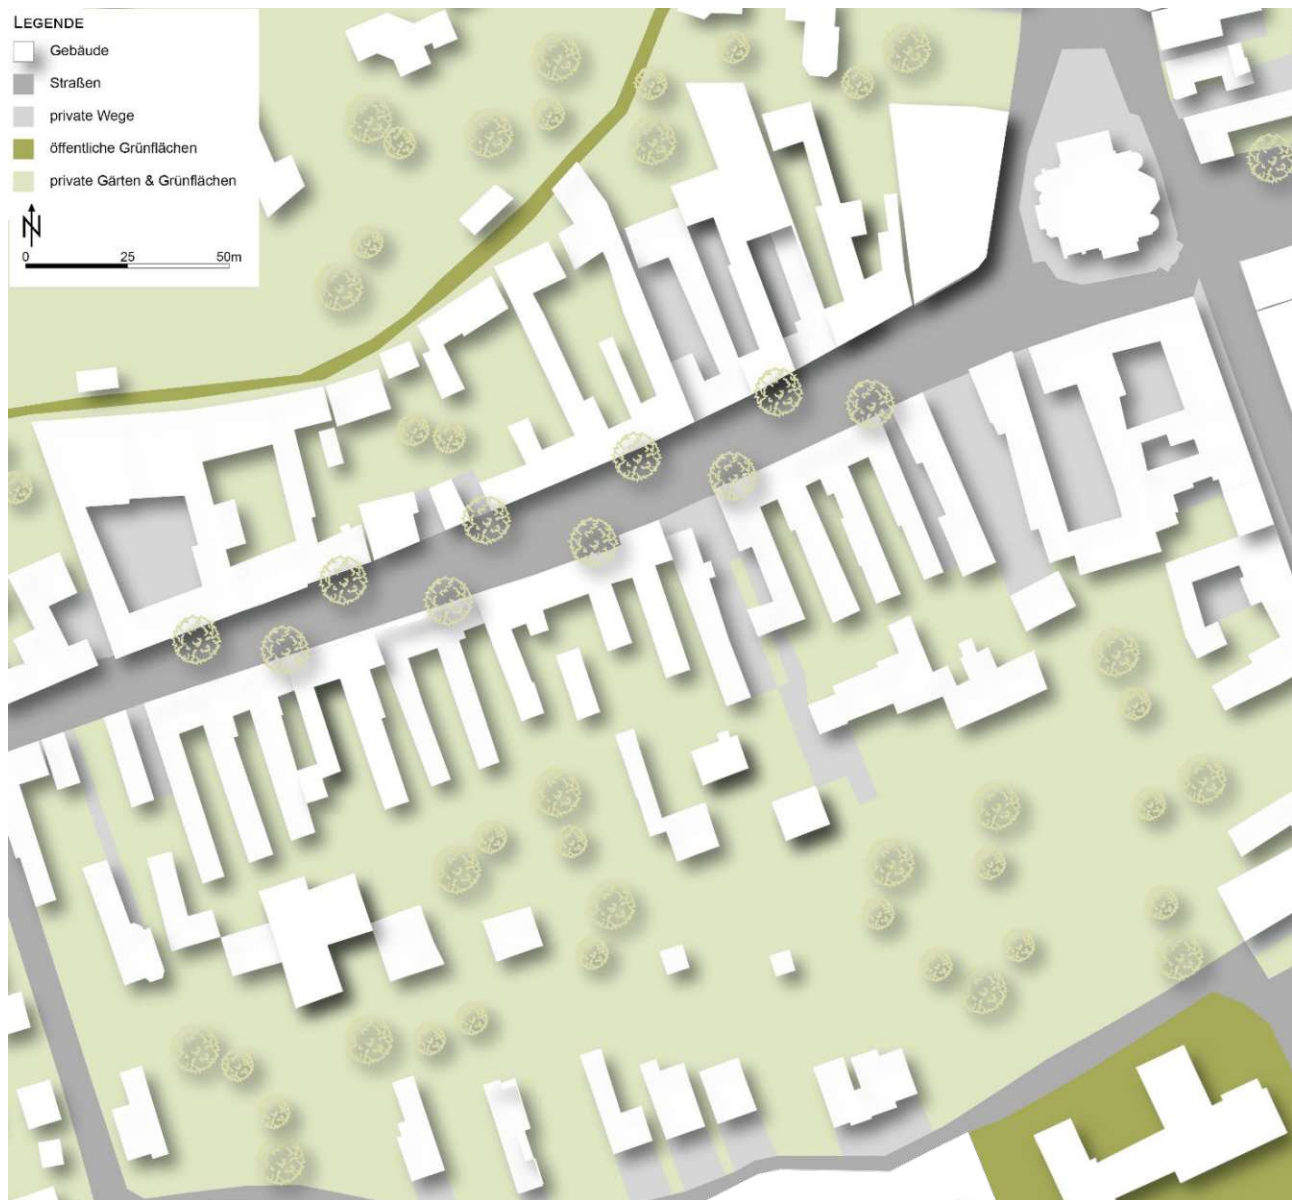 LEGENDE
Gebäude
Straßen
private Wege
öffentliche Grünflächen
private Gärten & Grünflächen
N
0 25 50m